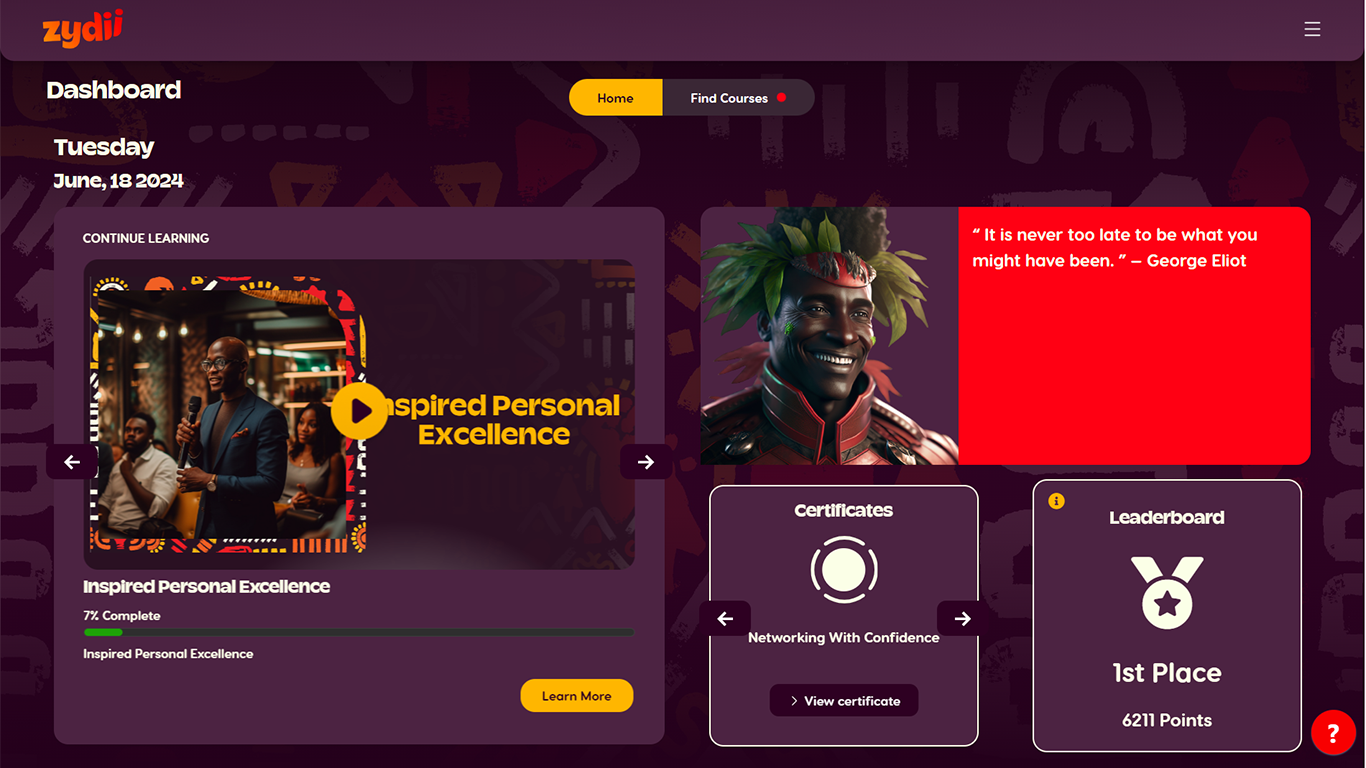 zydii
Dashboard
Home
Find Courses
Tuesday
June, 18 2024
CONTINUE LEARNING
nspired Personal
Excellence
Inspired Personal Excellence
7% Complete
Inspired Personal Excellence
Learn More
“ It is never too late to be what you
might have been. ” – George Eliot
Certificates
Networking With Confidence
View certificate
i
Leaderboard
1st Place
6211 Points
?